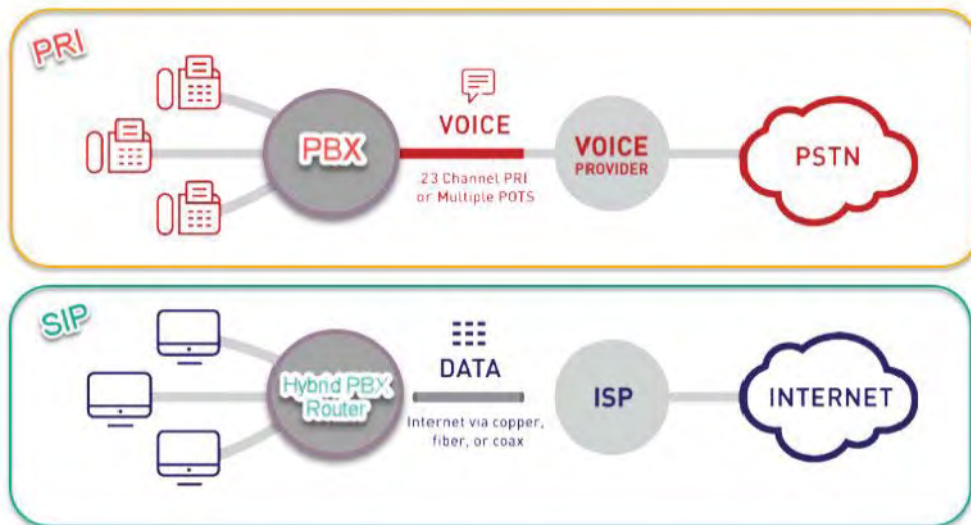 PRI
PBX
VOICE
23 Channel PRI
or Multiple POTS
VOICE
PROVIDER
PSTN
SIP
Hybrid PBX
Router
DATA
Internet via copper,
fiber, or coax
ISP
INTERNET